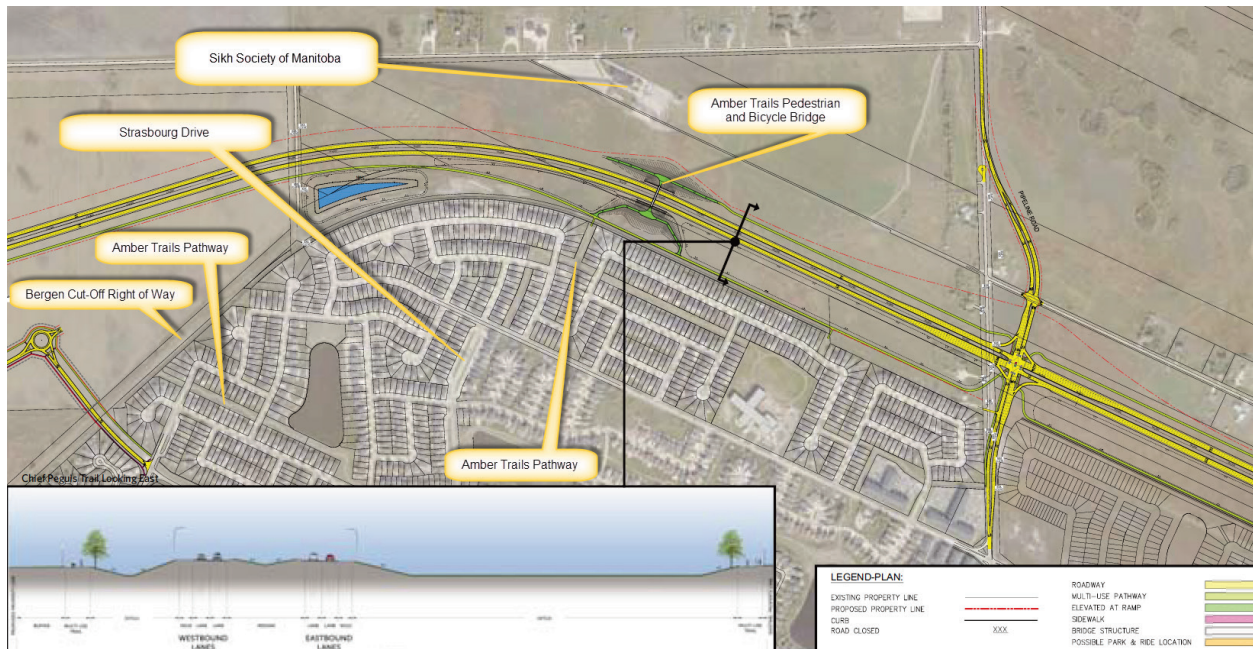 Sikh Society of Manitoba
Amber Trails Pedestrian
and Bicycle Bridge
Strasbourg Drive
PIPELINE ROAD
Amber Trails Pathway
Bergen Cut-Off Right of Way
Amber Trails Pathway
Chief Peguis Trail Looking East
WESTBOUND
LANES
EASTBOUND
LANES
LEGEND-PLAN:
EXISTING PROPERTY LINE
PROPOSED PROPERTY LINE
CURB
ROAD CLOSED
XXX
ROADWAY
MULTI-USE PATHWAY
ELEVATED AT RAMP
SIDEWALK
BRIDGE STRUCTURE
POSSIBLE PARK & RIDE LOCATION